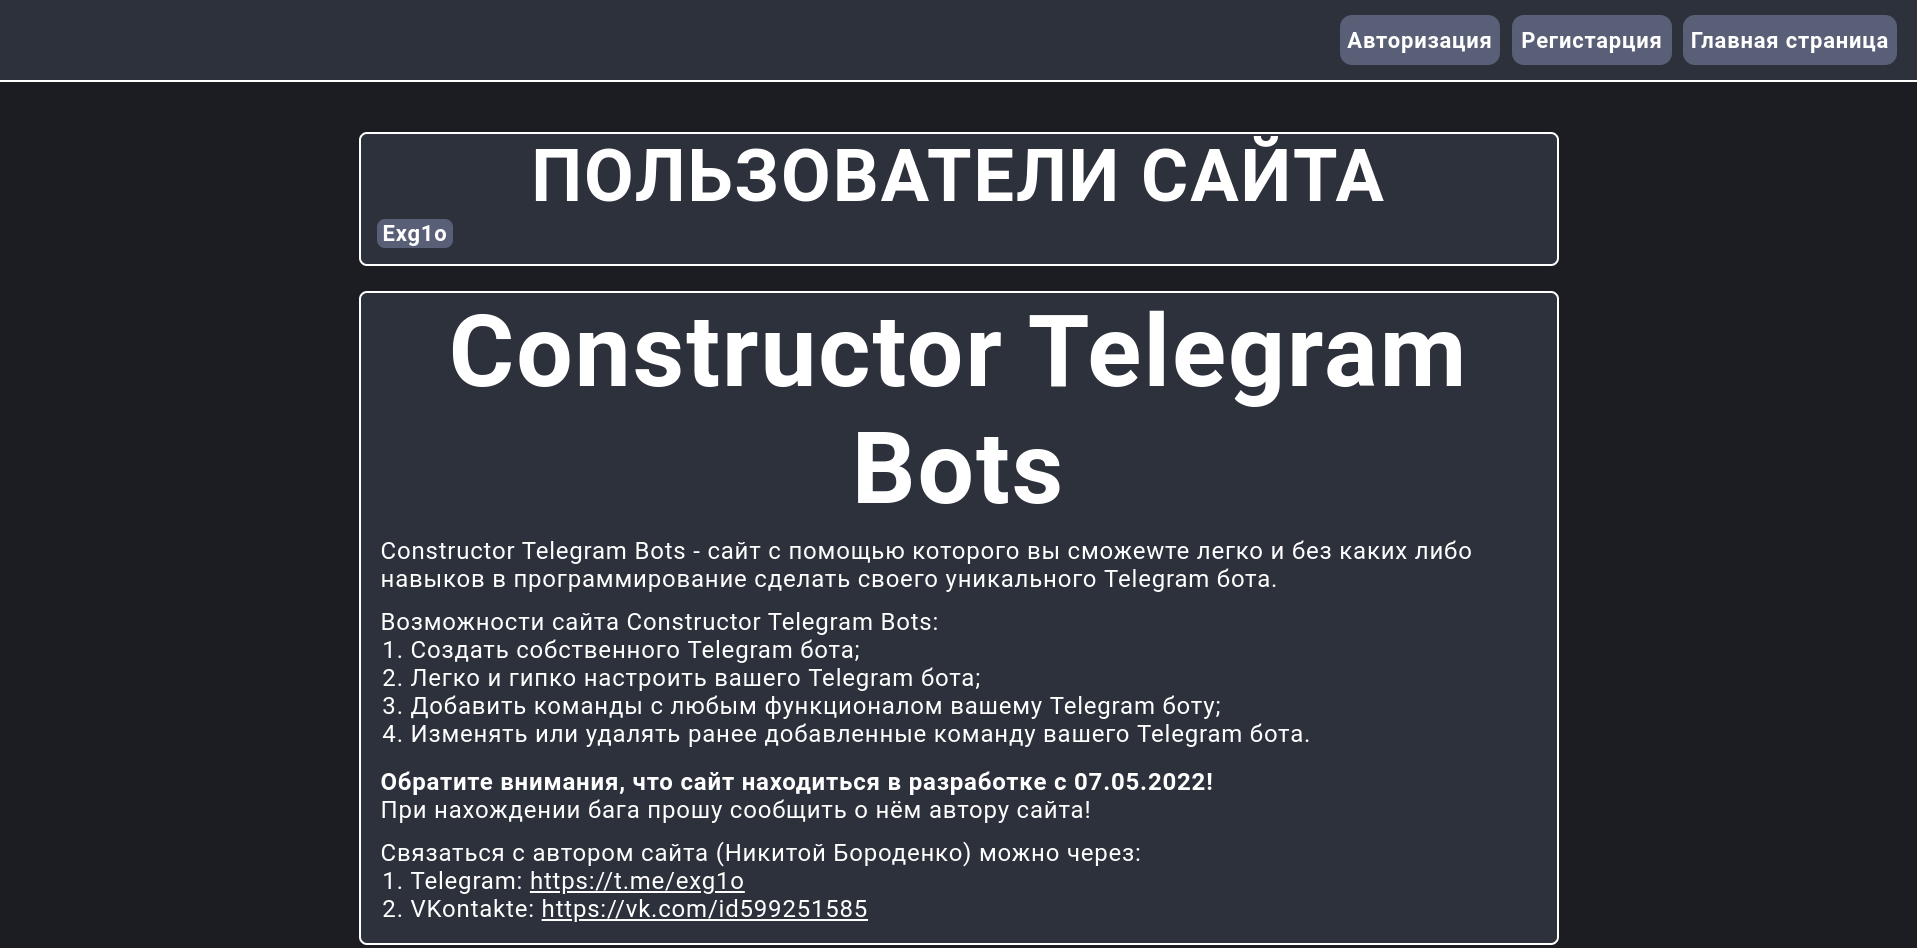 Авторизация Регистарция Главная страница
ПОЛЬЗОВАТЕЛИ САЙТА
Exg1o
Constructor Telegram
Bots
Constructor Telegram Bots - сайт с помощью которого вы сможеwте легко и без каких либо
навыков в программирование сделать своего уникального Telegram бота.
Возможности сайта Constructor Telegram Bots:
1. Создать собственного Telegram бота;
2. Легко и гипко настроить вашего Telegram бота;
3. Добавить команды с любым функционалом вашему Telegram боту;
4. Изменять или удалять ранее добавленные команду вашего Telegram бота.
Обратите внимания, что сайт находиться в разработке с 07.05.2022!
При нахождении бага прошу сообщить о нём автору сайта!
Связаться с автором сайта (Никитой Бороденко) можно через:
1. Telegram: https://t.me/exg1o
2. VKontakte: https://vk.com/id599251585